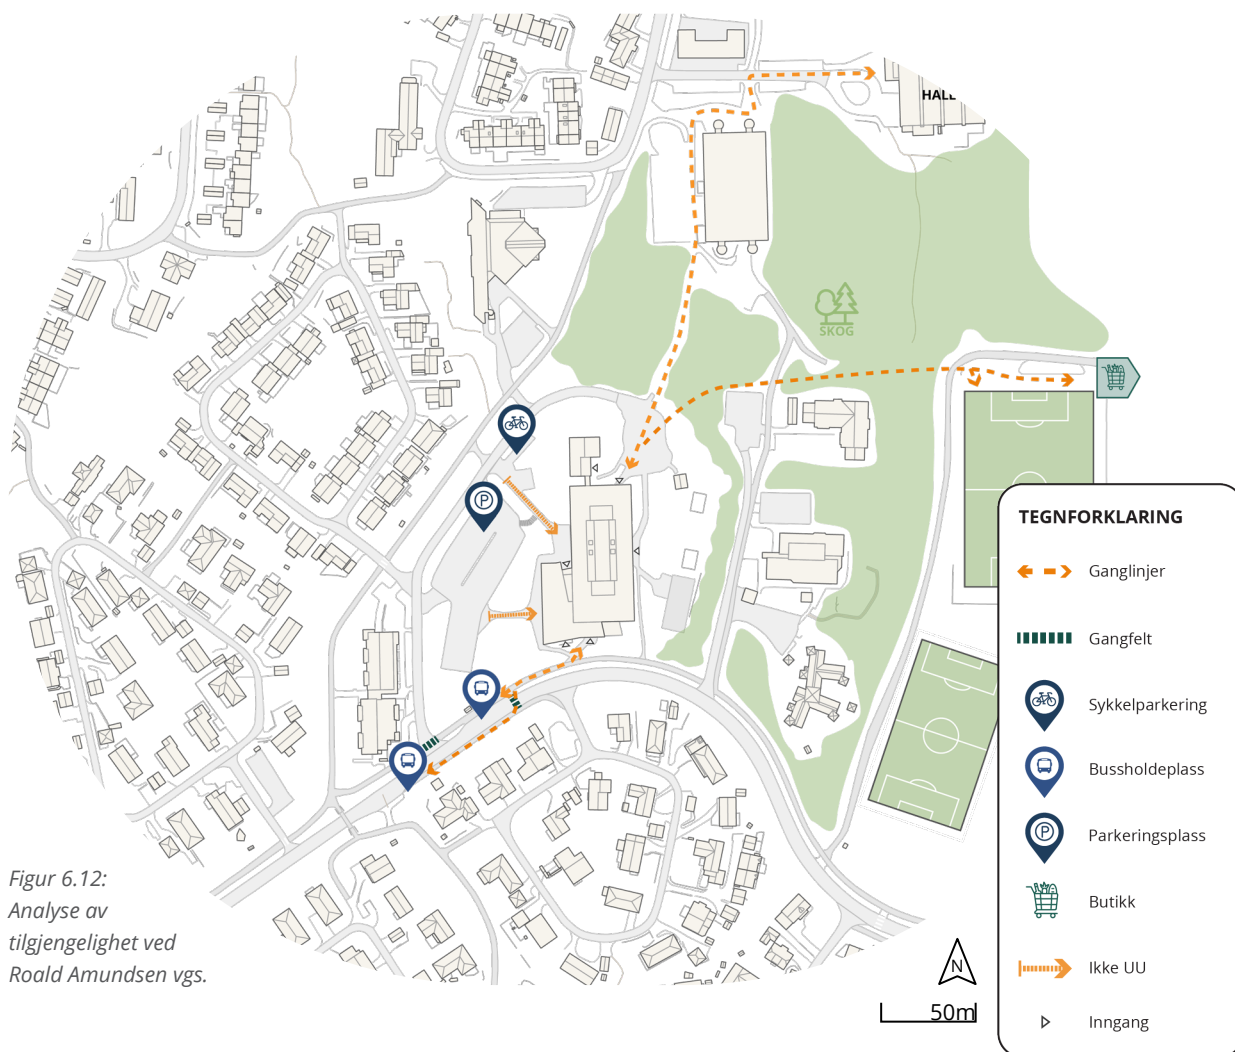 HALL
SKOG
P
TEGNFORKLARING
Ganglinjer
Gangfelt
Sykkelparkering
Bussholdeplass
P
Parkeringsplass
Butikk
Ikke UU
Inngang
Figur 6.12:
Analyse av
tilgjengelighet ved
Roald Amundsen vgs.
N
50m